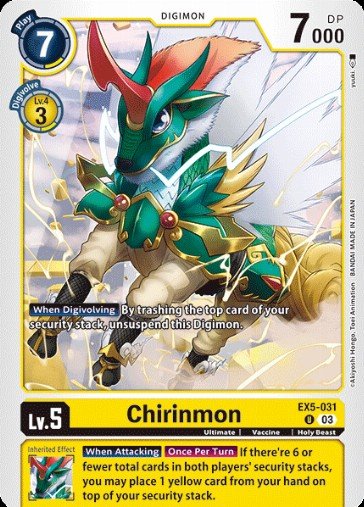 DIGIMON
Play
7
DP
7000
Digivolve
Lv.4
3
yuuki
©Akiyoshi Hongo, Toei Animation BANDAI MADE IN JAPAN
When Digivolving By trashing the top card of your
security stack, unsuspend this Digimon.
Lv.5
Chirinmon
EX5-031
U 03
Ultimate | Vaccine | Holy Beast
Inherited Effect
When Attacking Once Per Turn If there're 6 or
fewer total cards in both players' security stacks,
you may place 1 yellow card from your hand on
top of your security stack.